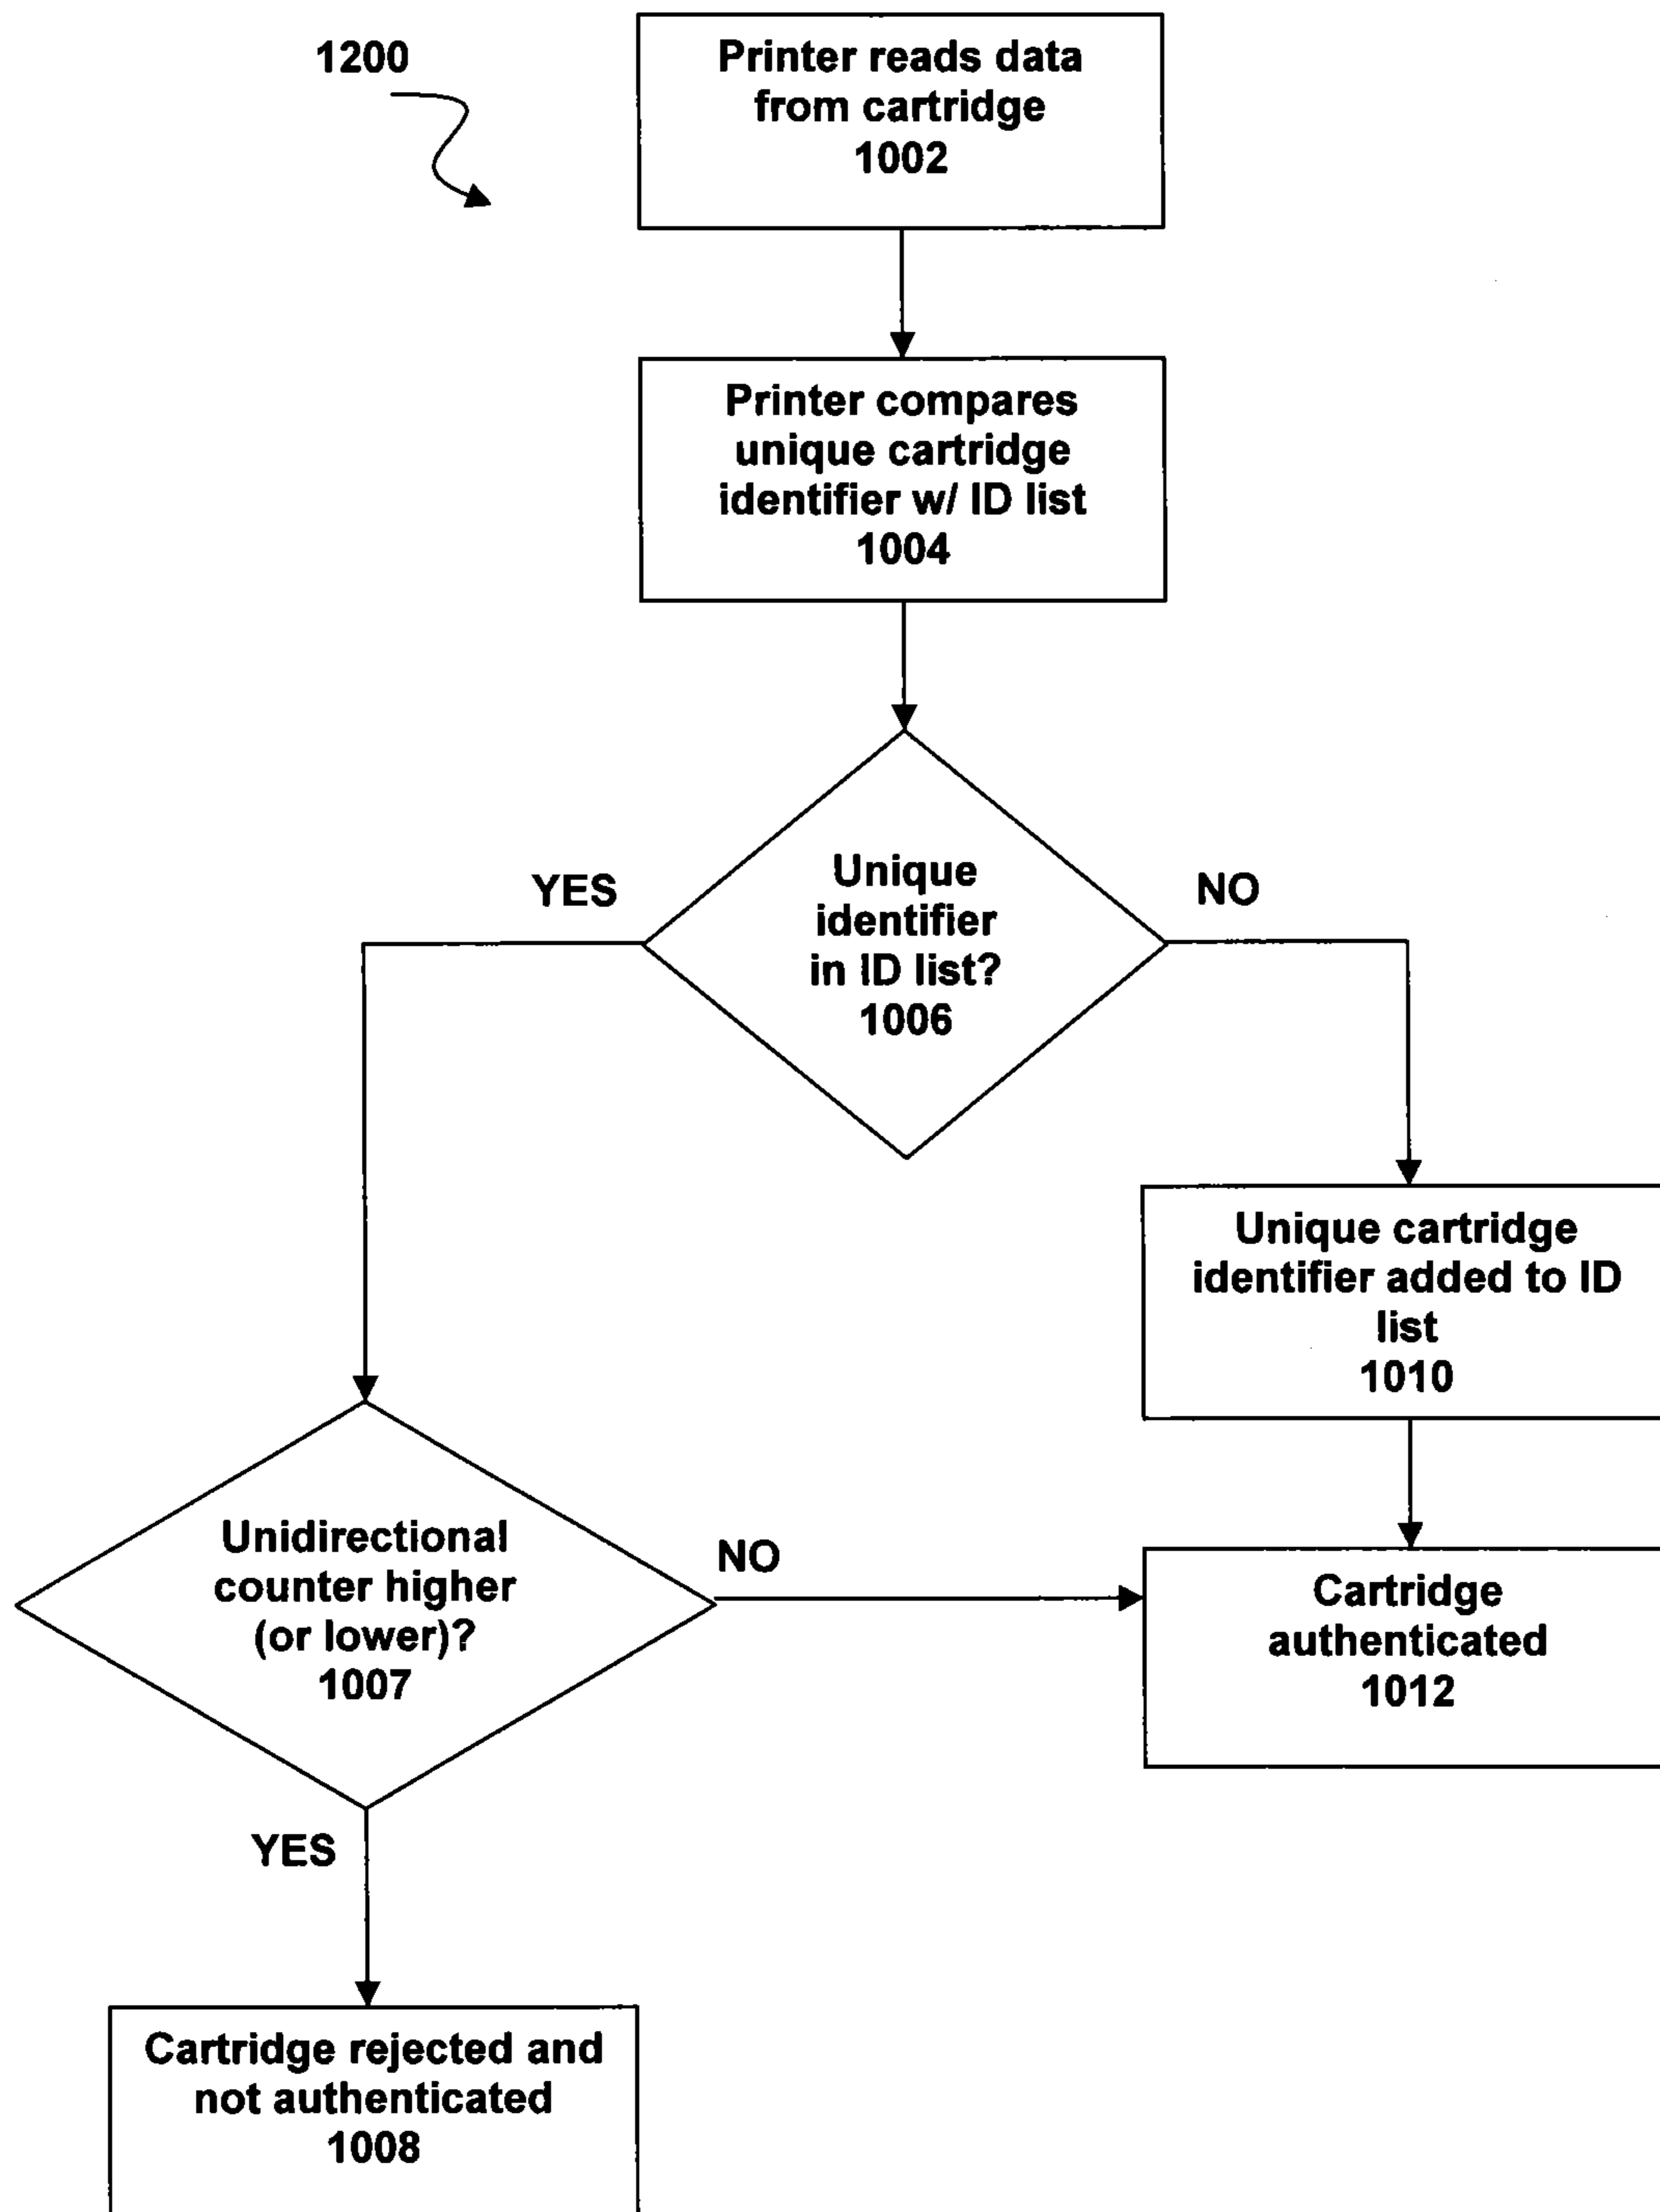 1200
Printer reads data
from cartridge
1002
Printer compares
unique cartridge
identifier w/ ID list
1004
YES
Unique
identifier
in ID list?
1006
NO
Unique cartridge
identifier added to ID
list
1010
Unidirectional
counter higher
(or lower)?
1007
NO
Cartridge
authenticated
1012
YES
Cartridge rejected and
not authenticated
1008